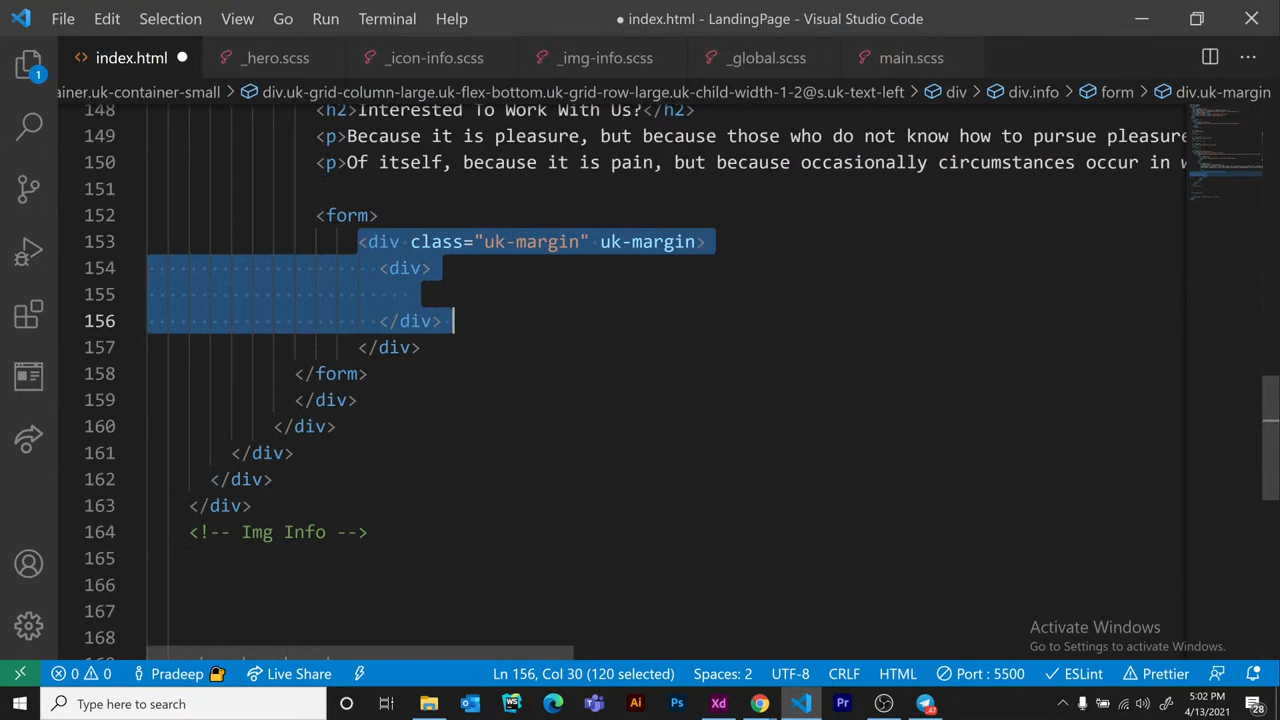 File Edit Selection View Go Run Terminal Help
● index.html - LandingPage - Visual Studio Code
index.html ● _hero.scss _icon-info.scss _img-info.scss _global.scss main.scss
ainer.uk-container-small > div.uk-grid-column-large.uk-flex-bottom.uk-grid-row-large.uk-child-width-1-2@s.uk-text-left > div > div.info > form > div.uk-margin
148 <h2>Interested To Work With Us?</h2>
149 <p>Because it is pleasure, but because those who do not know how to pursue pleasure
150 <p>Of itself, because it is pain, but because occasionally circumstances occur in w
151
152 <form>
153 <div class="uk-margin" uk-margin>
154 <div>
155
156 </div>
157 </div>
158 </form>
159 </div>
160 </div>
161 </div>
162 </div>
163 </div>
164 <!-- Img Info -->
165
166
167
168
1
Activate Windows
Go to Settings to activate Windows.
0 0 Pradeep Live Share Ln 156, Col 30 (120 selected) Spaces: 2 UTF-8 CRLF HTML Port : 5500 ESLint Prettier
Type here to search
5:02 PM
4/13/2021
28